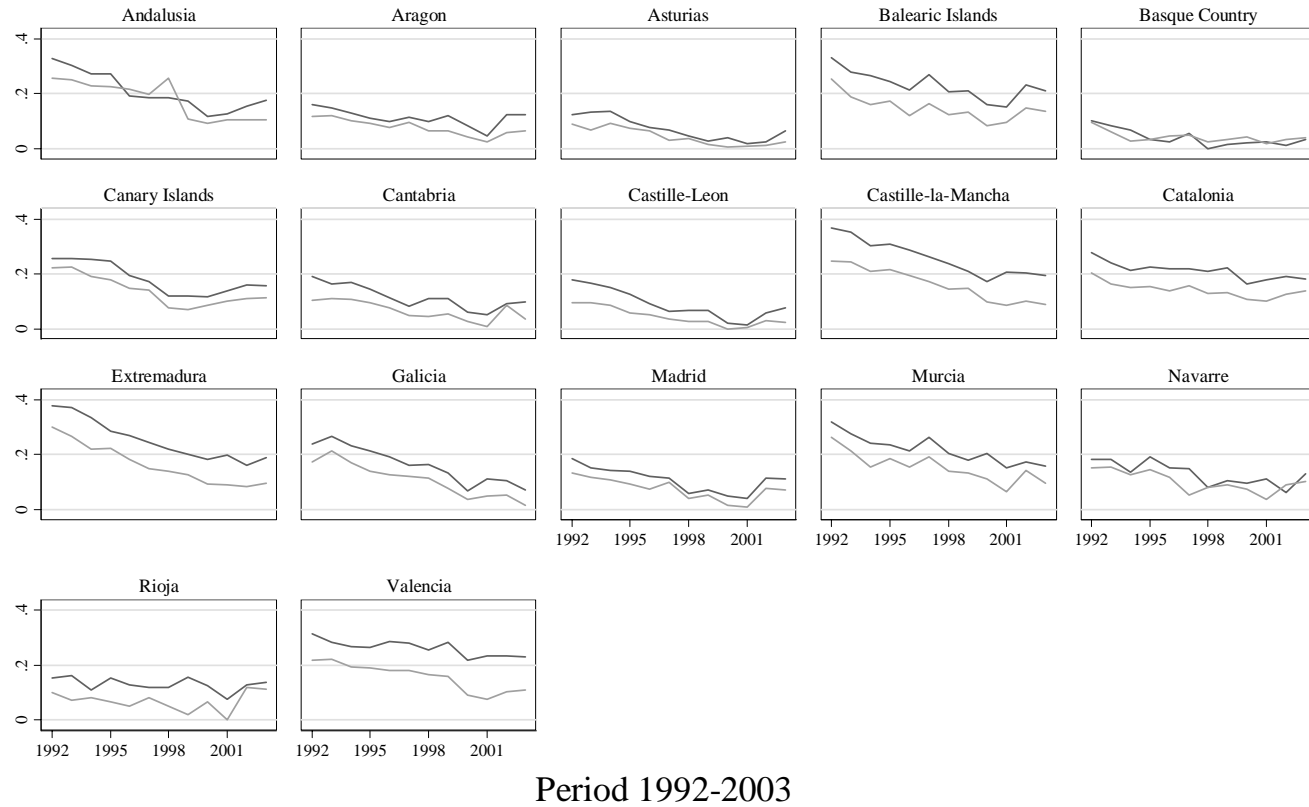 Andalusia Aragon Asturias Balearic Islands Basque Country
.4
.2
0
Canary Islands Cantabria Castille-Leon Castille-la-Mancha Catalonia
.4
.2
0
Extremadura Galicia Madrid Murcia Navarre
.4
.2
0
1992 1995 1998 2001 1992 1995 1998 2001 1992 1995 1998 2001
Rioja Valencia
.4
.2
0
1992 1995 1998 2001 1992 1995 1998 2001
Period 1992-2003